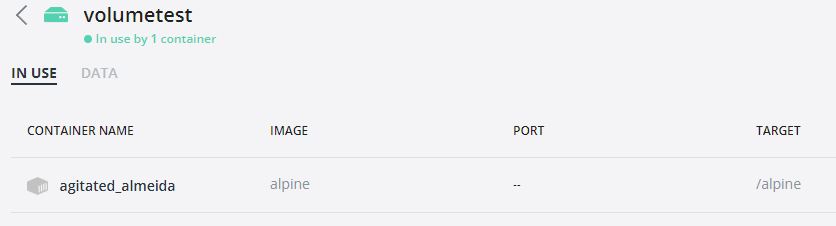 volumetest
In use by 1 container
IN USE DATA
CONTAINER NAME IMAGE PORT TARGET
agitated_almeida alpine -- /alpine